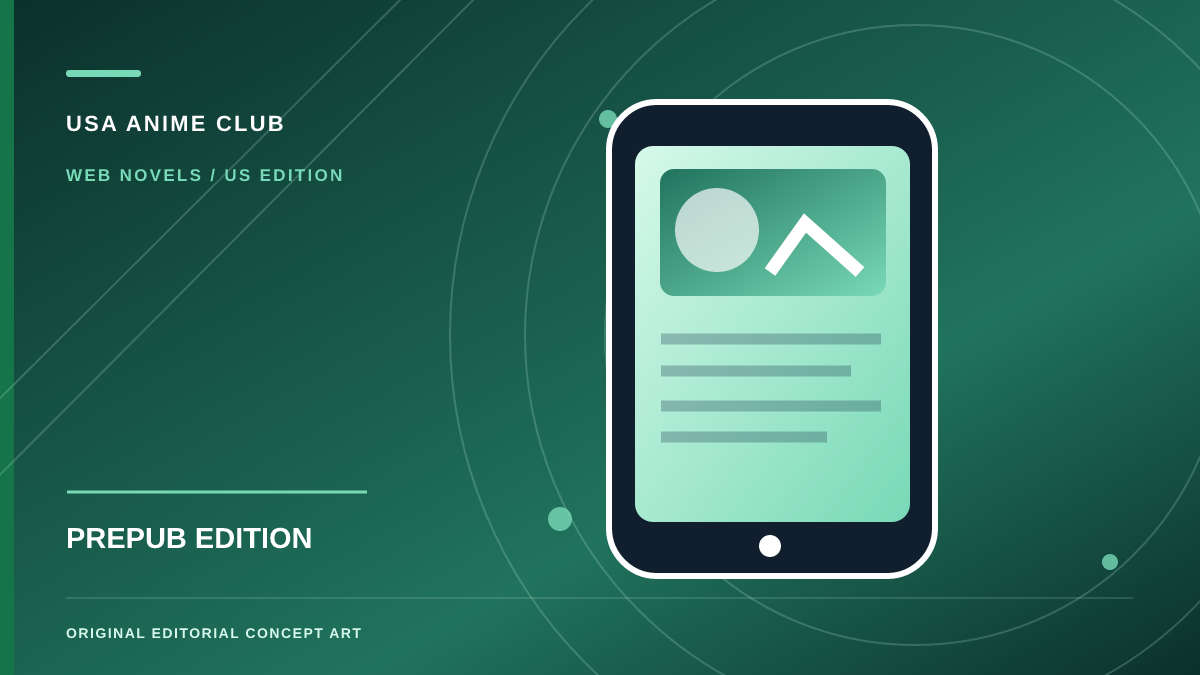 USA ANIME CLUB
WEB NOVELS / US EDITION
PREPUB EDITION
ORIGINAL EDITORIAL CONCEPT ART